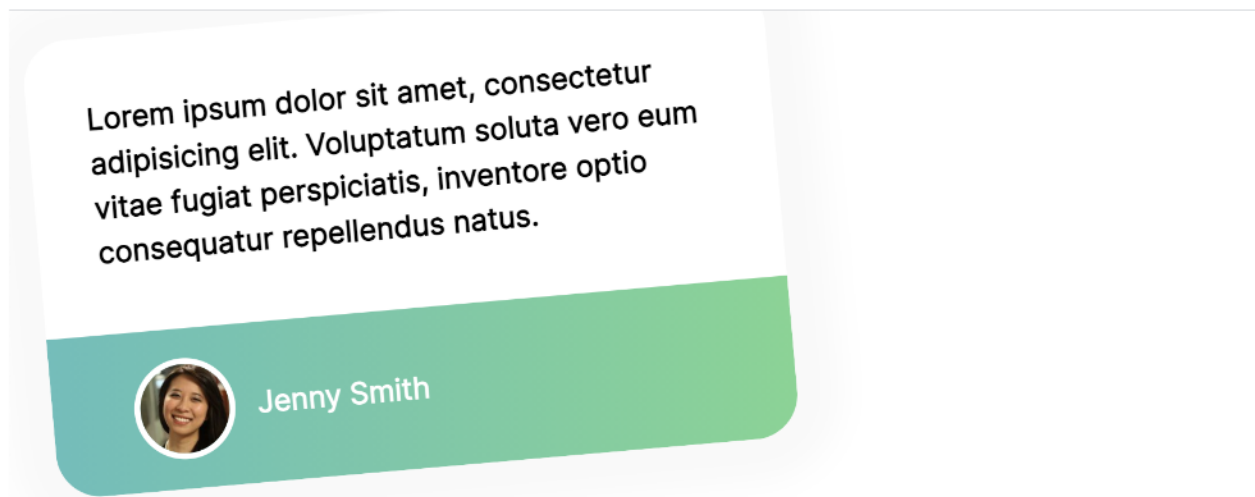 Lorem ipsum dolor sit amet, consectetur
adipisicing elit. Voluptatum soluta vero eum
vitae fugiat perspiciatis, inventore optio
consequatur repellendus natus.
Jenny Smith